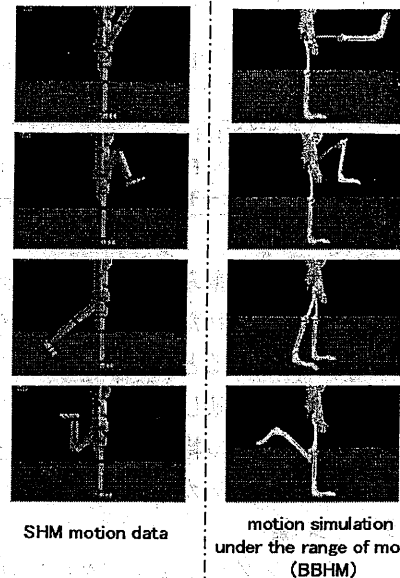 SHM motion data
motion simulation
under the range of mo
(BBHM)